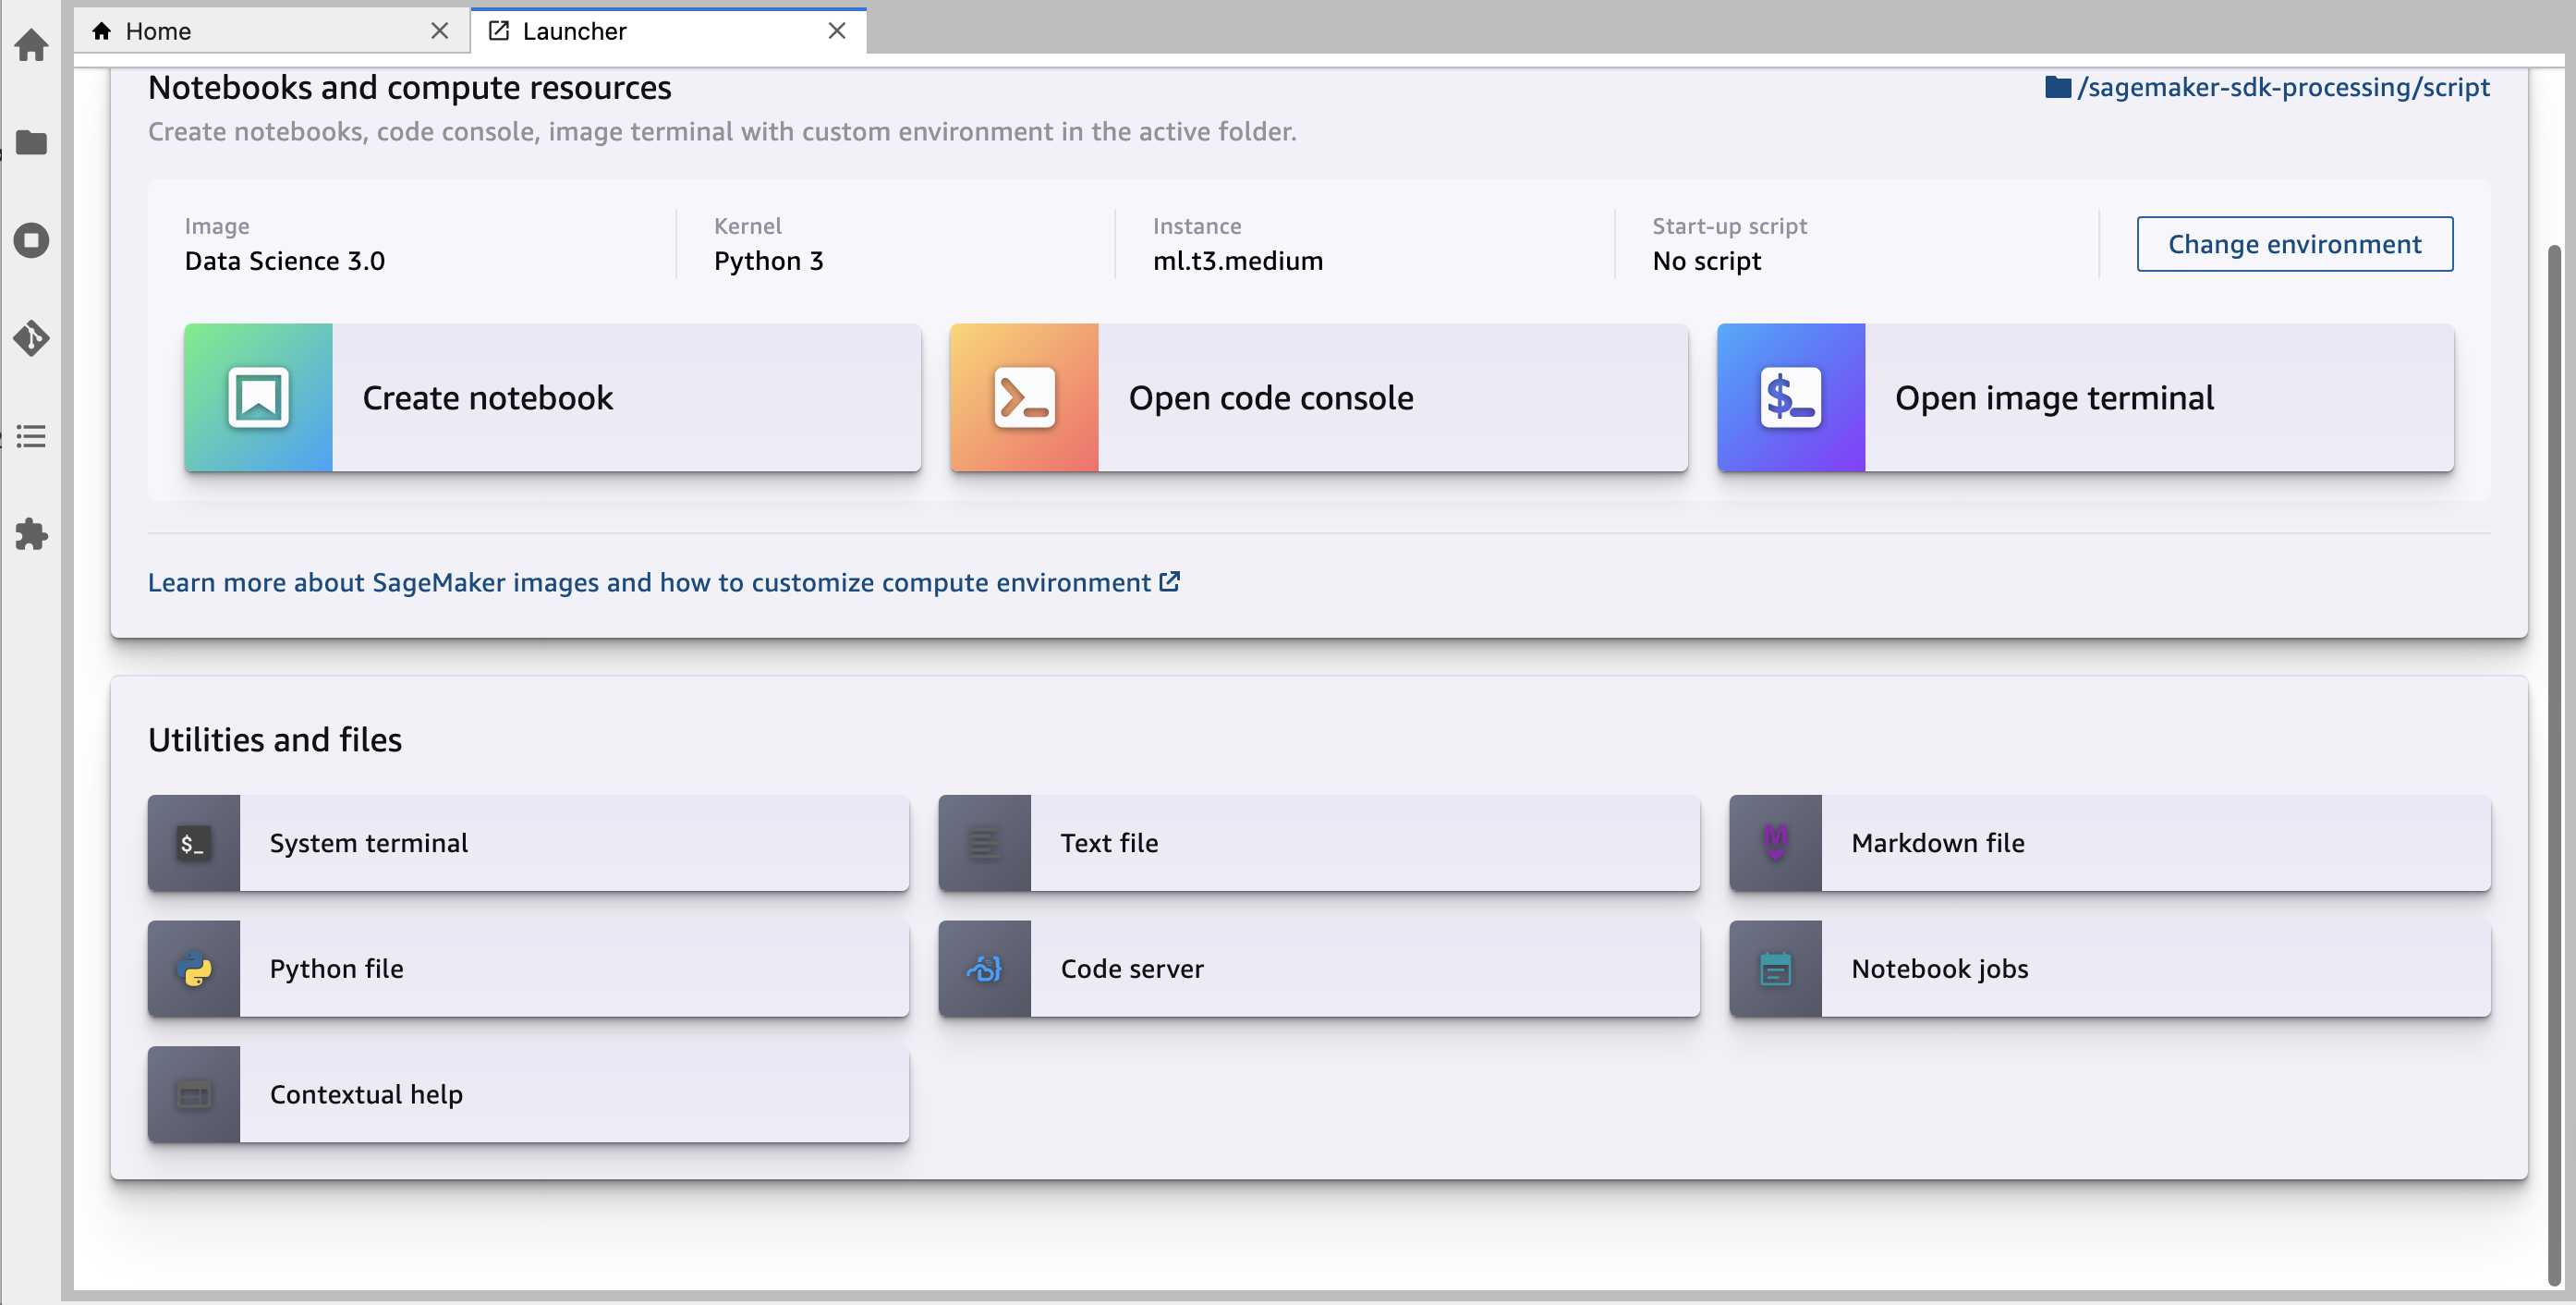 Home
Launcher
Notebooks and compute resources
/sagemaker-sdk-processing/script
Create notebooks, code console, image terminal with custom environment in the active folder.
Image
Kernel
Instance
Start-up script
Data Science 3.0
Python 3
ml.t3.medium
No script
Change environment
Create notebook
Open code console
$_
Open image terminal
Learn more about SageMaker images and how to customize compute environment
Utilities and files
$_
System terminal
Text file
M
Markdown file
Python file
Code server
Notebook jobs
Contextual help